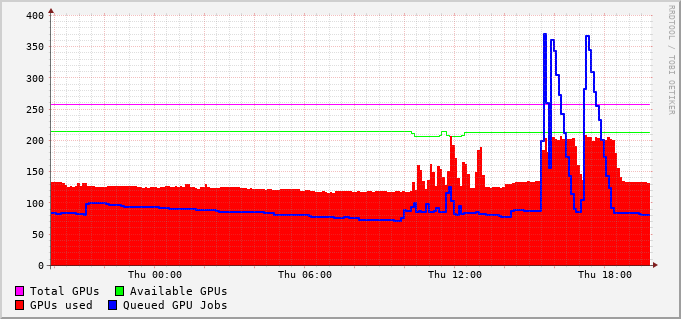 400
350
300
250
200
150
100
50
0
Thu 00:00 Thu 06:00 Thu 12:00 Thu 18:00
Total GPUs Available GPUs
GPUs used Queued GPU Jobs
RRDTOOL / TOBI OETIKER